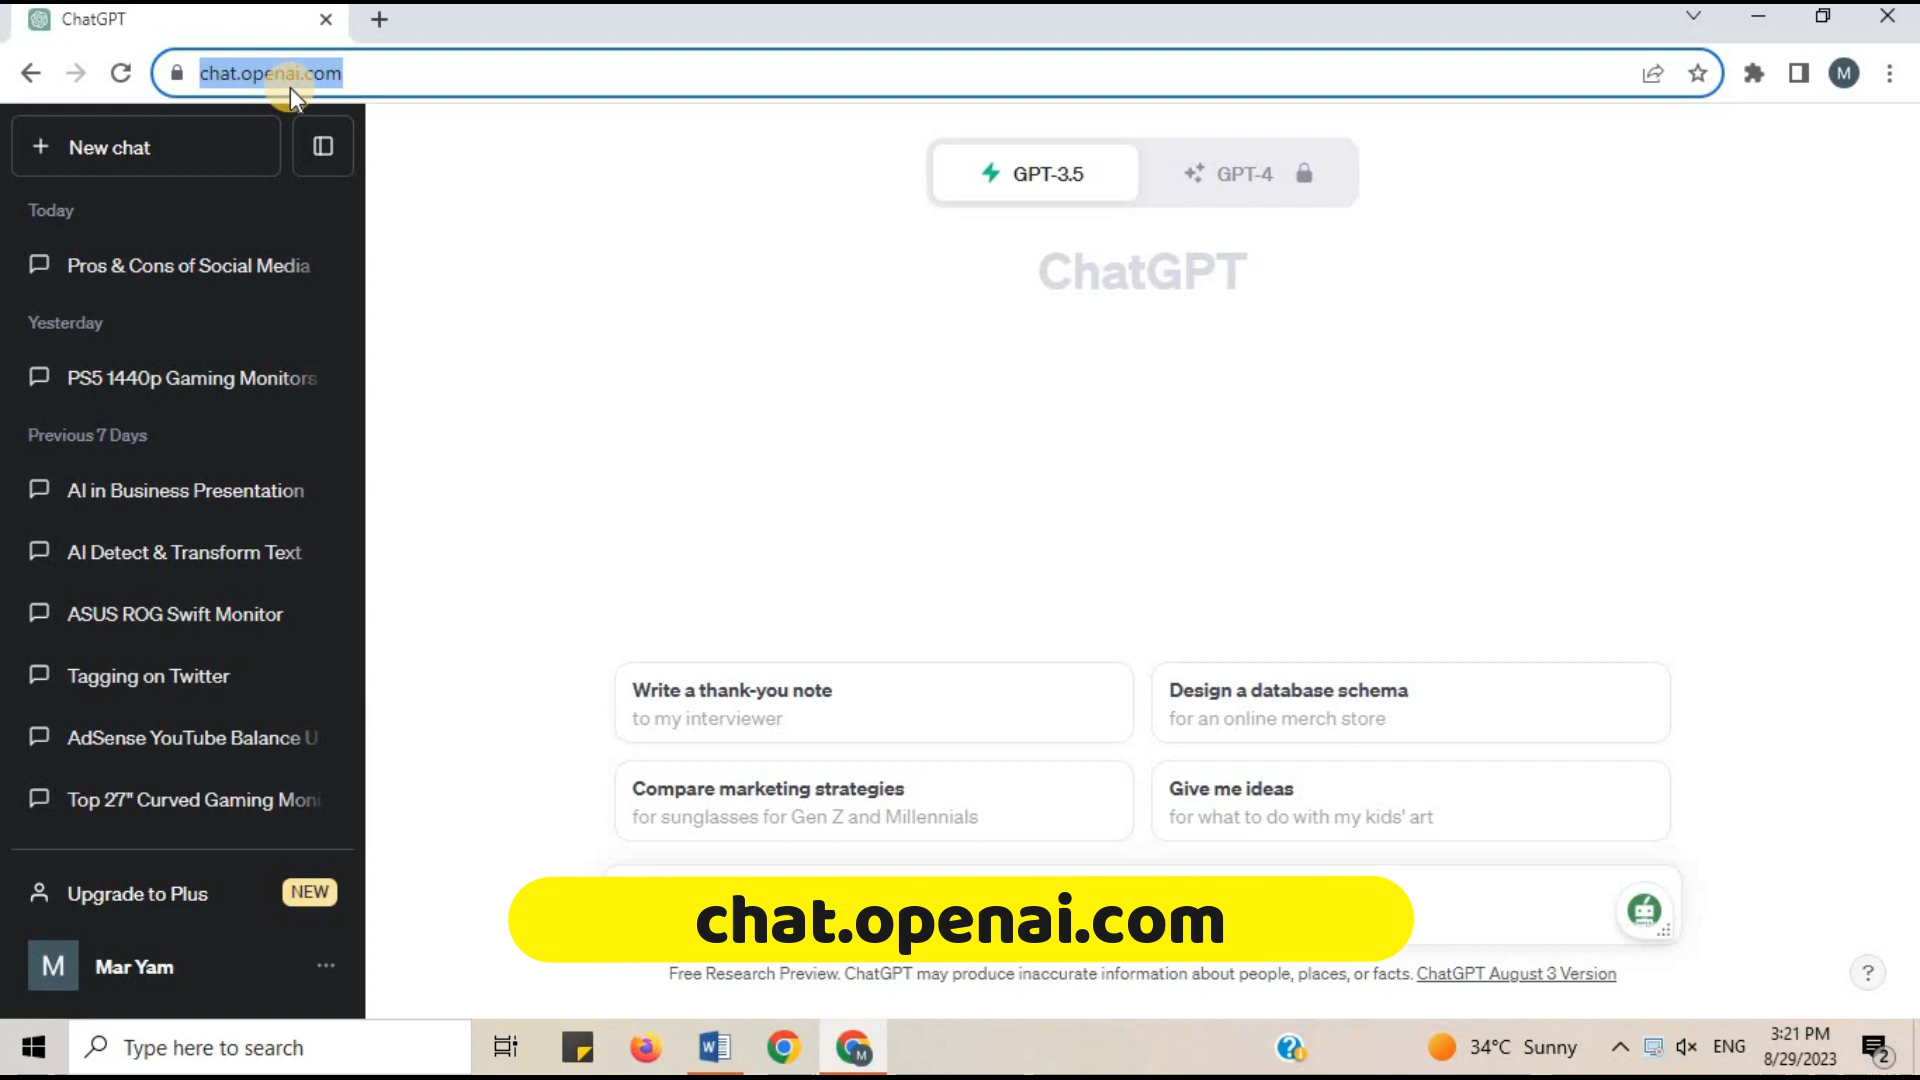 ChatGPT
chat.openai.com
M
New chat
Today
Pros & Cons of Social Media
Yesterday
PS5 1440p Gaming Monitors
Previous 7 Days
AI in Business Presentation
AI Detect & Transform Text
ASUS ROG Swift Monitor
Tagging on Twitter
AdSense YouTube Balance U
Top 27" Curved Gaming Moni
Upgrade to Plus NEW
M Mar Yam
GPT-3.5 GPT-4
ChatGPT
Write a thank-you note
to my interviewer
Design a database schema
for an online merch store
Compare marketing strategies
for sunglasses for Gen Z and Millennials
Give me ideas
for what to do with my kids' art
chat.openai.com
Free Research Preview. ChatGPT may produce inaccurate information about people, places, or facts. ChatGPT August 3 Version
?
Type here to search
W
M
?
34°C Sunny
ENG
3:21 PM
8/29/2023
2